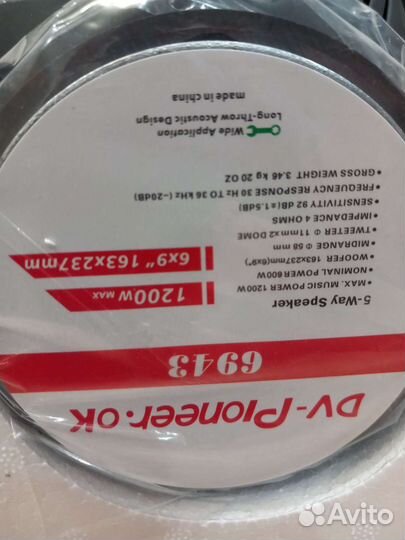 DV-Pioneer.ok
6943
5-Way Speaker
•MAX. MUSIC POWER 1200W
•NOMINAL POWER 600W
•WOOFER 163x237mm(6x9")
•MIDRANGE Φ 58 mm
•TWEETER Φ 11mm x2 DOME
•IMPEDANCE 4 OHMS
•SENSITIVITY 92 dB(±1.5dB)
•FREQUENCY RESPONSE 30 Hz TO 36 kHz (-20dB)
•GROSS WEIGHT 3.46 kg 20 OZ
1200W MAX
6x9" 163x237mm
Wide Application
Long-Throw Acoustic Design
made in china
Avito